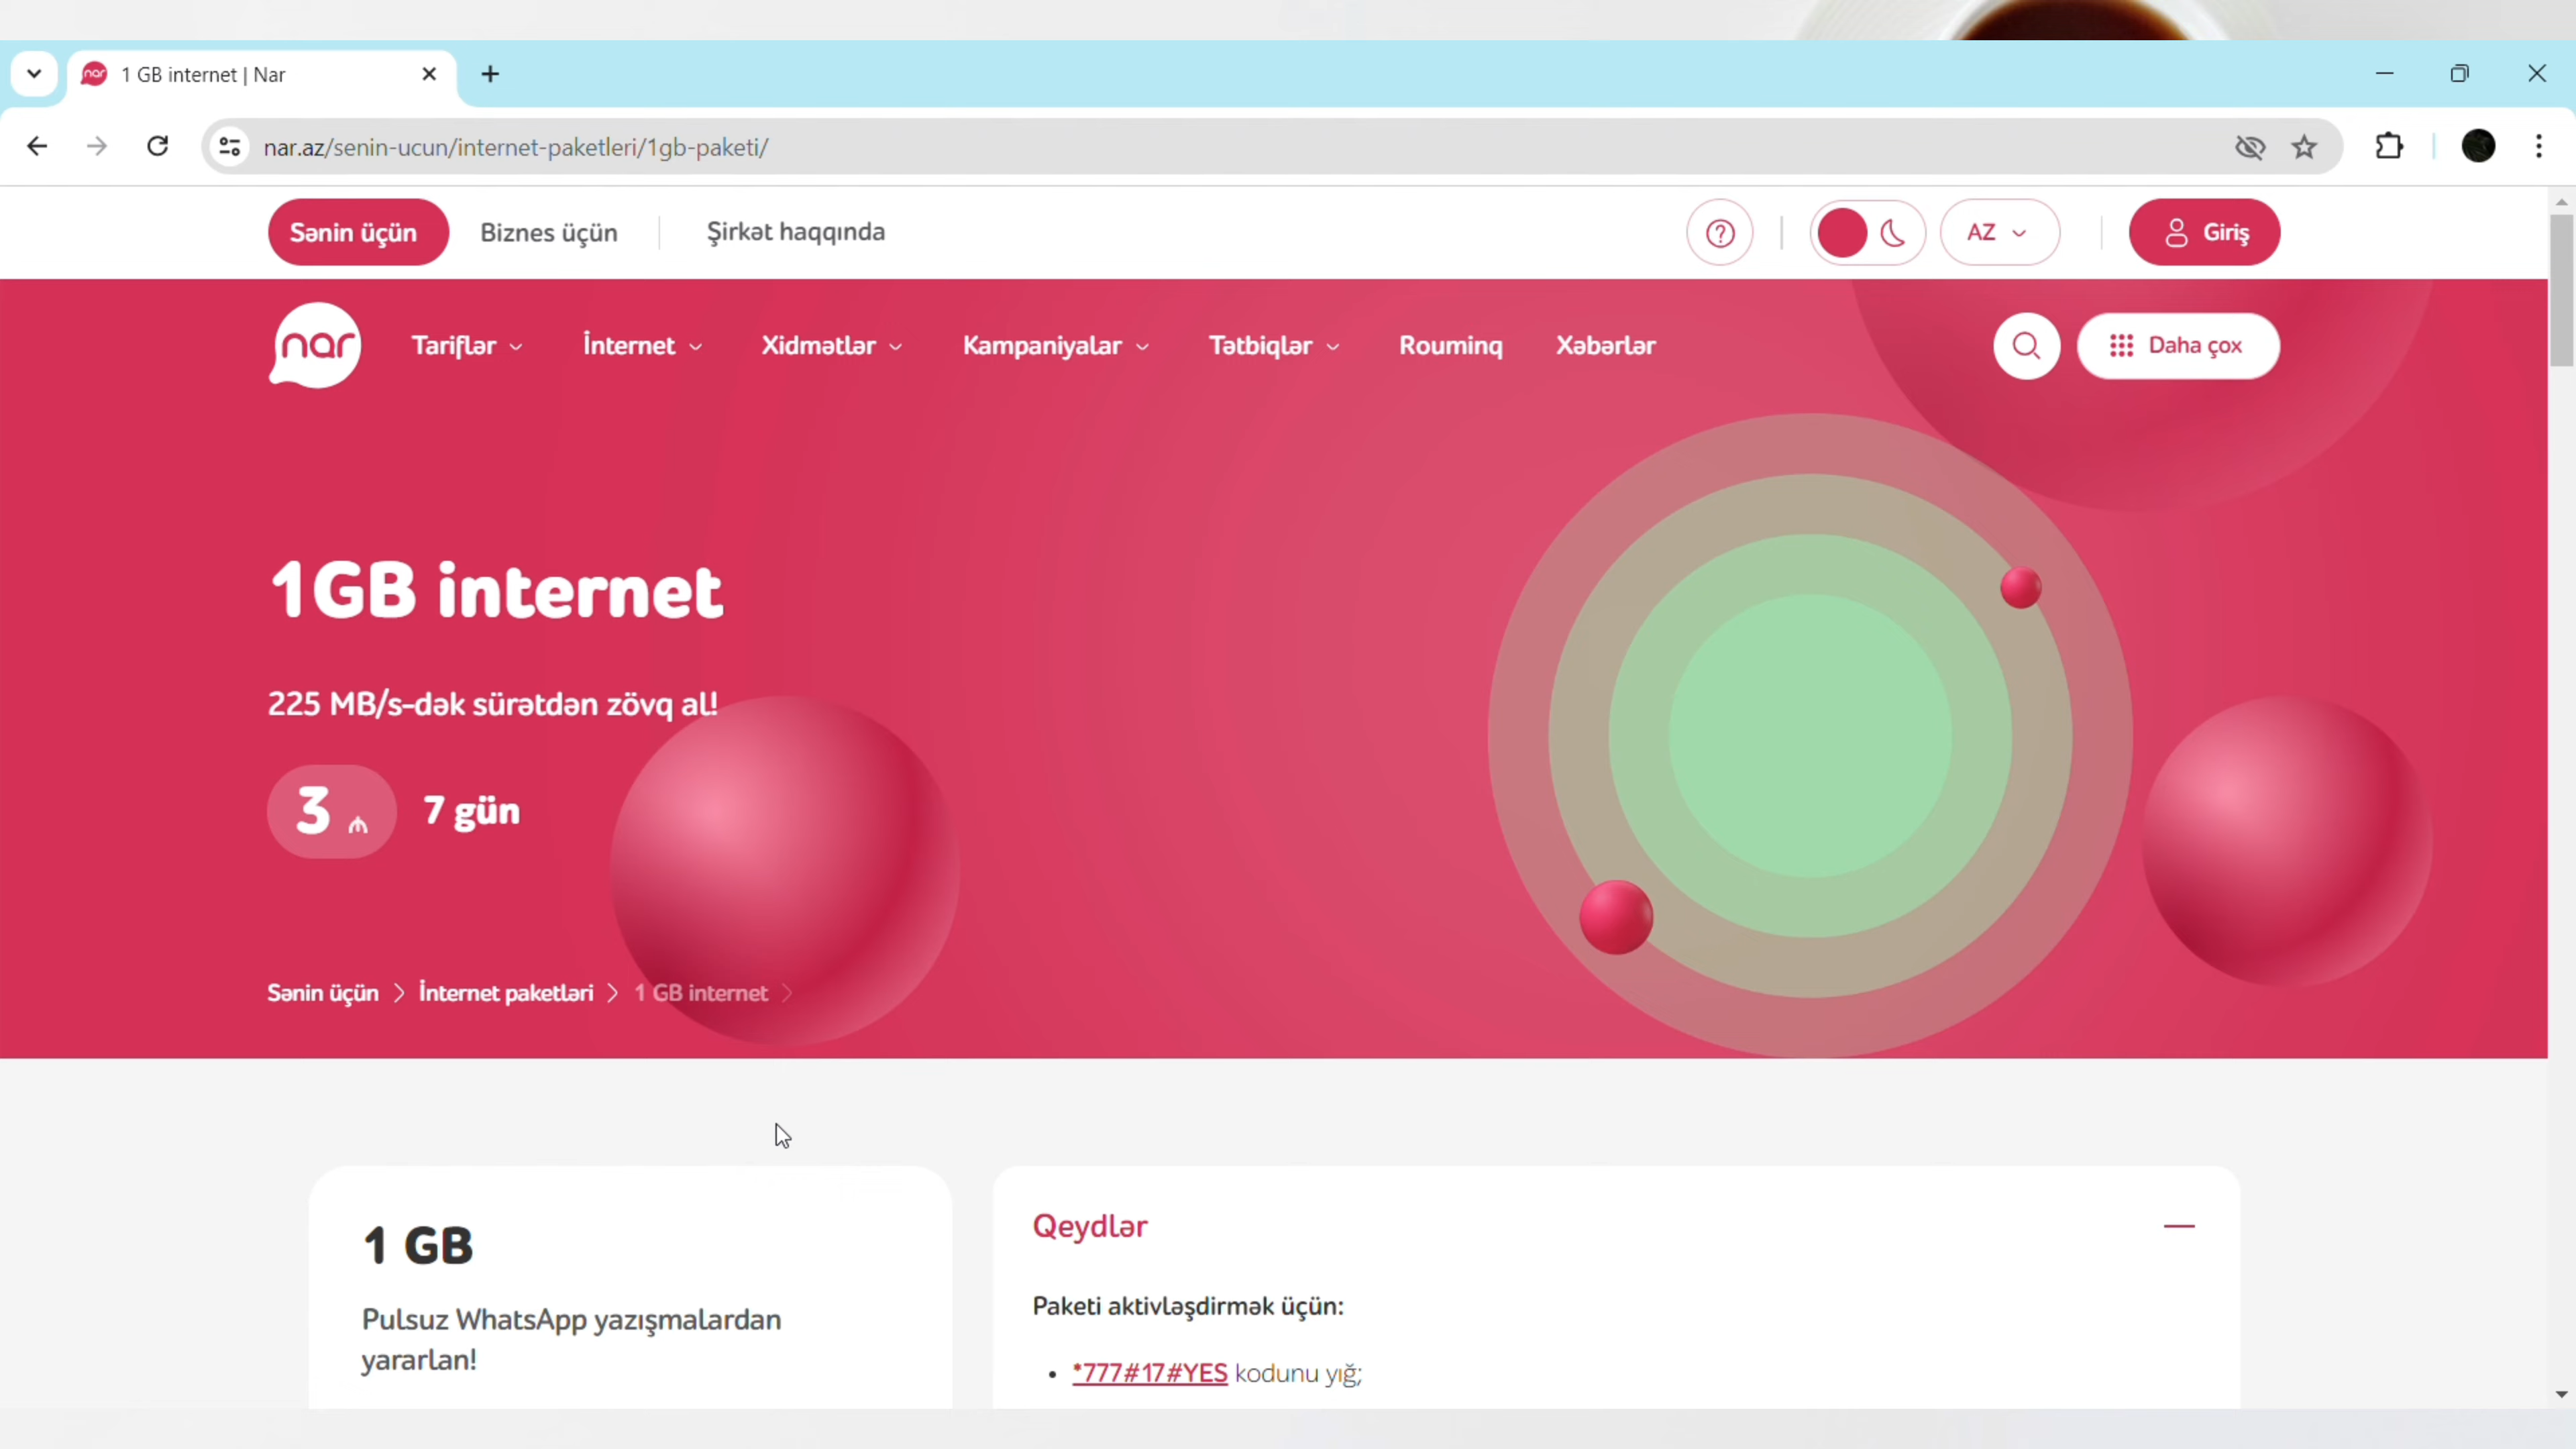 nar
1 GB internet | Nar
nar.az/senin-ucun/internet-paketleri/1gb-paketi/
Sənin üçün
Biznes üçün
Şirkət haqqında
AZ
Giriş
nar
Tariflər
İnternet
Xidmətlər
Kampaniyalar
Tətbiqlər
Rouminq
Xəbərlər
Daha çox
1GB internet
225 MB/s-dək sürətdən zövq al!
3 ₼
7 gün
Sənin üçün > İnternet paketləri > 1 GB internet >
1 GB
Pulsuz WhatsApp yazışmalardan
yararlan!
Qeydlər
Paketi aktivləşdirmək üçün:
• *777#17#YES kodunu yığ;